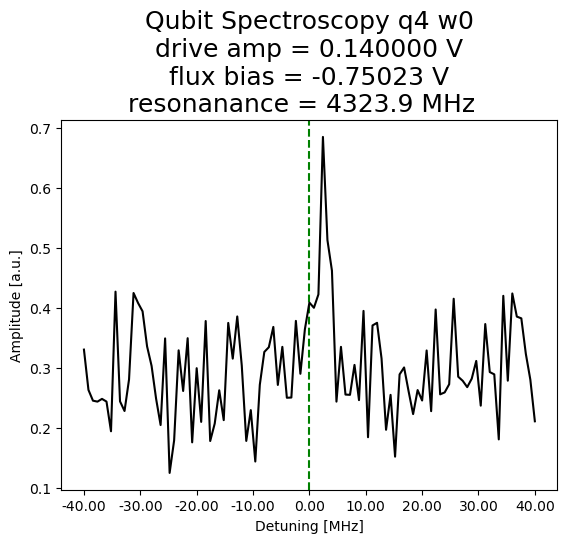 Qubit Spectroscopy q4 w0
drive amp = 0.140000 V
flux bias = -0.75023 V
resonanance = 4323.9 MHz
0.7
0.6
0.5
0.4
0.3
0.2
0.1
Amplitude [a.u.]
-40.00 -30.00 -20.00 -10.00 0.00 10.00 20.00 30.00 40.00
Detuning [MHz]